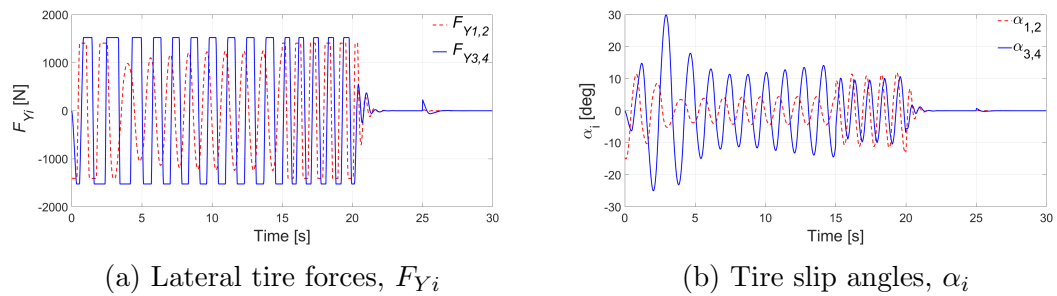 2000
1000
0
-1000
-2000
F_{Yi} [N]
0 5 10 15 20 25 30
Time [s]
F_{Y1,2}
F_{Y3,4}
(a) Lateral tire forces, F_{Yi}
30
20
10
0
-10
-20
-30
α_i [deg]
0 5 10 15 20 25 30
Time [s]
α_{1,2}
α_{3,4}
(b) Tire slip angles, α_i